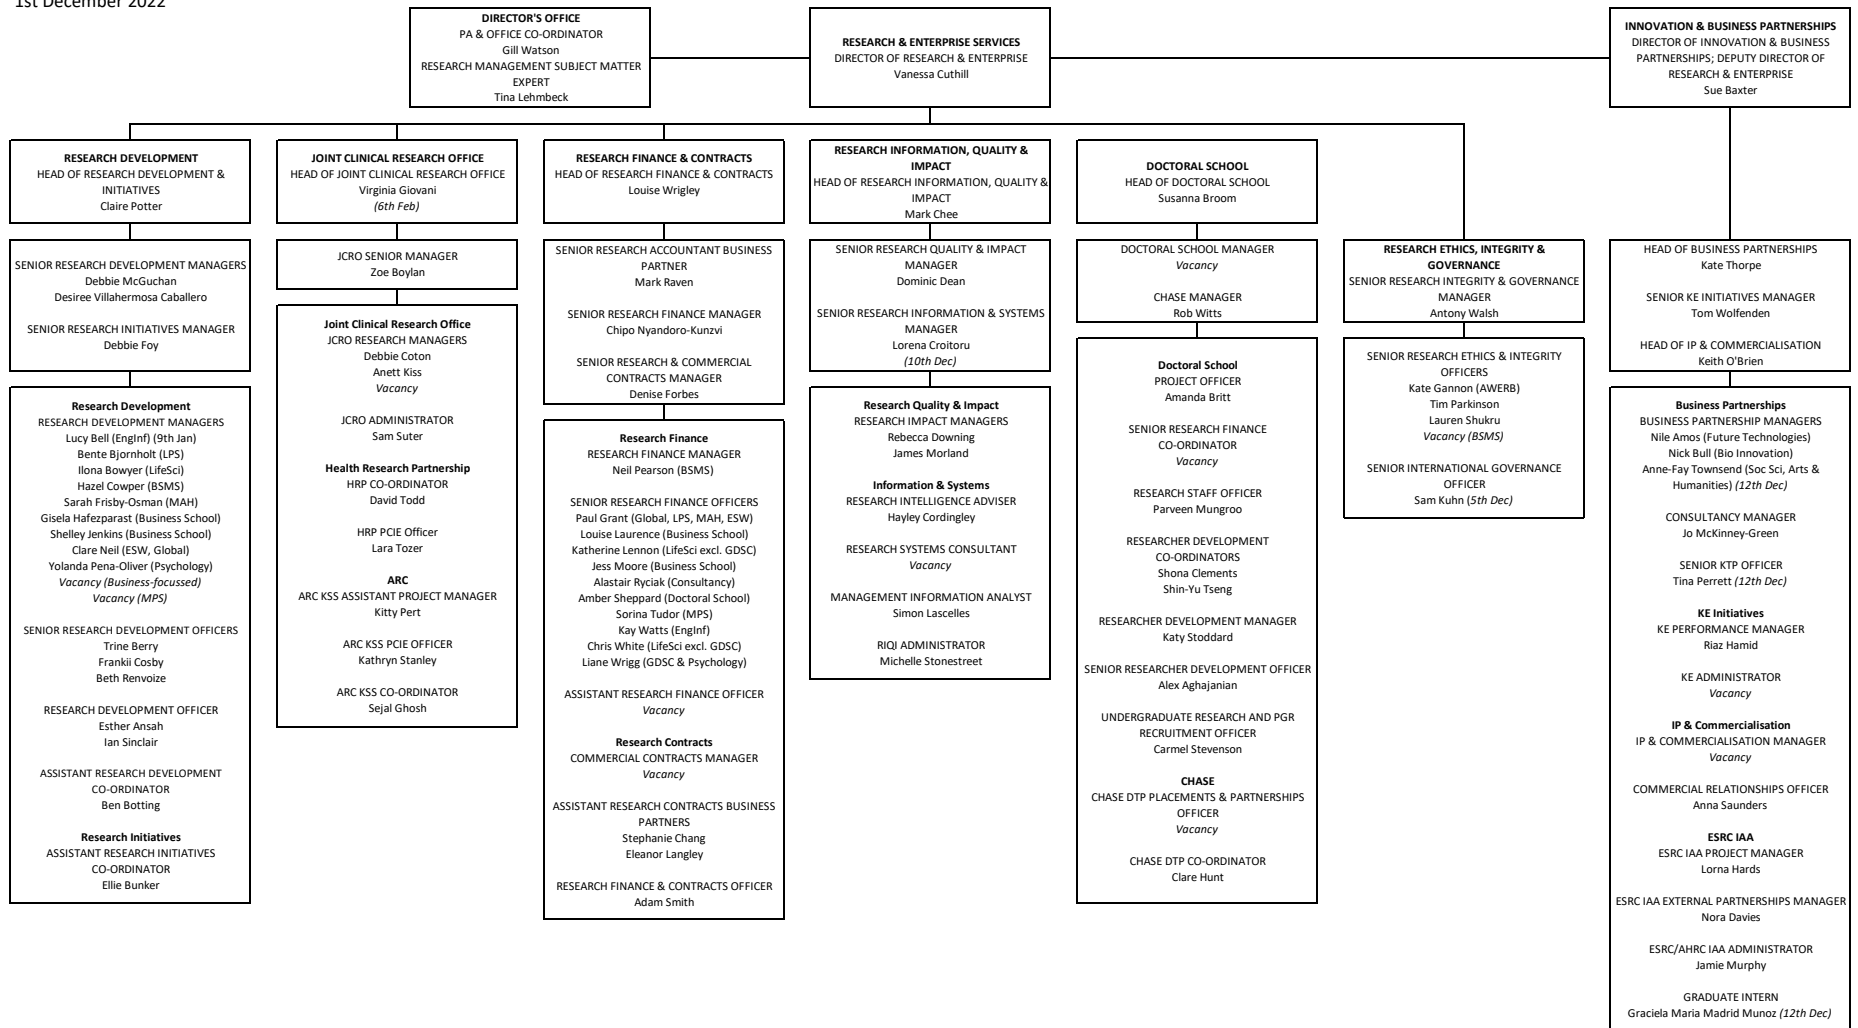 1st December 2022
DIRECTOR'S OFFICE
PA & OFFICE CO-ORDINATOR
Gill Watson
RESEARCH MANAGEMENT SUBJECT MATTER
EXPERT
Tina Lehmbeck
RESEARCH & ENTERPRISE SERVICES
DIRECTOR OF RESEARCH & ENTERPRISE
Vanessa Cuthill
INNOVATION & BUSINESS PARTNERSHIPS
DIRECTOR OF INNOVATION & BUSINESS
PARTNERSHIPS; DEPUTY DIRECTOR OF
RESEARCH & ENTERPRISE
Sue Baxter
RESEARCH DEVELOPMENT
HEAD OF RESEARCH DEVELOPMENT &
INITIATIVES
Claire Potter
JOINT CLINICAL RESEARCH OFFICE
HEAD OF JOINT CLINICAL RESEARCH OFFICE
Virginia Giovani
(6th Feb)
RESEARCH FINANCE & CONTRACTS
HEAD OF RESEARCH FINANCE & CONTRACTS
Louise Wrigley
RESEARCH INFORMATION, QUALITY &
IMPACT
HEAD OF RESEARCH INFORMATION, QUALITY &
IMPACT
Mark Chee
DOCTORAL SCHOOL
HEAD OF DOCTORAL SCHOOL
Susanna Broom
SENIOR RESEARCH DEVELOPMENT MANAGERS
Debbie McGuchan
Desiree Villahermosa Caballero
SENIOR RESEARCH INITIATIVES MANAGER
Debbie Foy
JCRO SENIOR MANAGER
Zoe Boylan
SENIOR RESEARCH ACCOUNTANT BUSINESS
PARTNER
Mark Raven
SENIOR RESEARCH FINANCE MANAGER
Chipo Nyandoro-Kunzvi
SENIOR RESEARCH & COMMERCIAL
CONTRACTS MANAGER
Denise Forbes
SENIOR RESEARCH QUALITY & IMPACT
MANAGER
Dominic Dean
SENIOR RESEARCH INFORMATION & SYSTEMS
MANAGER
Lorena Croitoru
(10th Dec)
DOCTORAL SCHOOL MANAGER
Vacancy
CHASE MANAGER
Rob Witts
RESEARCH ETHICS, INTEGRITY &
GOVERNANCE
SENIOR RESEARCH INTEGRITY & GOVERNANCE
MANAGER
Antony Walsh
HEAD OF BUSINESS PARTNERSHIPS
Kate Thorpe
SENIOR KE INITIATIVES MANAGER
Tom Wolfenden
HEAD OF IP & COMMERCIALISATION
Keith O'Brien
Research Development
RESEARCH DEVELOPMENT MANAGERS
Lucy Bell (EngInf) (9th Jan)
Bente Bjornholt (LPS)
Ilona Bowyer (LifeSci)
Hazel Cowper (BSMS)
Sarah Frisby-Osman (MAH)
Gisela Hafezparast (Business School)
Shelley Jenkins (Business School)
Clare Neil (ESW, Global)
Yolanda Pena-Oliver (Psychology)
Vacancy (Business-focussed)
Vacancy (MPS)
SENIOR RESEARCH DEVELOPMENT OFFICERS
Trine Berry
Frankii Cosby
Beth Renvoize
RESEARCH DEVELOPMENT OFFICER
Esther Ansah
Ian Sinclair
ASSISTANT RESEARCH DEVELOPMENT
CO-ORDINATOR
Ben Botting
Research Initiatives
ASSISTANT RESEARCH INITIATIVES
CO-ORDINATOR
Ellie Bunker
Joint Clinical Research Office
JCRO RESEARCH MANAGERS
Debbie Coton
Anett Kiss
Vacancy
JCRO ADMINISTRATOR
Sam Suter
Health Research Partnership
HRP CO-ORDINATOR
David Todd
HRP PCIE Officer
Lara Tozer
ARC
ARC KSS ASSISTANT PROJECT MANAGER
Kitty Pert
ARC KSS PCIE OFFICER
Kathryn Stanley
ARC KSS CO-ORDINATOR
Sejal Ghosh
Research Finance
RESEARCH FINANCE MANAGER
Neil Pearson (BSMS)
SENIOR RESEARCH FINANCE OFFICERS
Paul Grant (Global, LPS, MAH, ESW)
Louise Laurence (Business School)
Katherine Lennon (LifeSci excl. GDSC)
Jess Moore (Business School)
Alastair Ryciak (Consultancy)
Amber Sheppard (Doctoral School)
Sorina Tudor (MPS)
Kay Watts (EngInf)
Chris White (LifeSci excl. GDSC)
Liane Wrigg (GDSC & Psychology)
ASSISTANT RESEARCH FINANCE OFFICER
Vacancy
Research Contracts
COMMERCIAL CONTRACTS MANAGER
Vacancy
ASSISTANT RESEARCH CONTRACTS BUSINESS
PARTNERS
Stephanie Chang
Eleanor Langley
RESEARCH FINANCE & CONTRACTS OFFICER
Adam Smith
Research Quality & Impact
RESEARCH IMPACT MANAGERS
Rebecca Downing
James Morland
Information & Systems
RESEARCH INTELLIGENCE ADVISER
Hayley Cordingley
RESEARCH SYSTEMS CONSULTANT
Vacancy
MANAGEMENT INFORMATION ANALYST
Simon Lascelles
RIQI ADMINISTRATOR
Michelle Stonestreet
Doctoral School
PROJECT OFFICER
Amanda Britt
SENIOR RESEARCH FINANCE
CO-ORDINATOR
Vacancy
RESEARCH STAFF OFFICER
Parveen Mungroo
RESEARCHER DEVELOPMENT
CO-ORDINATORS
Shona Clements
Shin-Yu Tseng
RESEARCHER DEVELOPMENT MANAGER
Katy Stoddard
SENIOR RESEARCHER DEVELOPMENT OFFICER
Alex Aghajanian
UNDERGRADUATE RESEARCH AND PGR
RECRUITMENT OFFICER
Carmel Stevenson
CHASE
CHASE DTP PLACEMENTS & PARTNERSHIPS
OFFICER
Vacancy
CHASE DTP CO-ORDINATOR
Clare Hunt
SENIOR RESEARCH ETHICS & INTEGRITY
OFFICERS
Kate Gannon (AWERB)
Tim Parkinson
Lauren Shukru
Vacancy (BSMS)
SENIOR INTERNATIONAL GOVERNANCE
OFFICER
Sam Kuhn (5th Dec)
Business Partnerships
BUSINESS PARTNERSHIP MANAGERS
Nile Amos (Future Technologies)
Nick Bull (Bio Innovation)
Anne-Fay Townsend (Soc Sci, Arts &
Humanities) (12th Dec)
CONSULTANCY MANAGER
Jo McKinney-Green
SENIOR KTP OFFICER
Tina Perrett (12th Dec)
KE Initiatives
KE PERFORMANCE MANAGER
Riaz Hamid
KE ADMINISTRATOR
Vacancy
IP & Commercialisation
IP & COMMERCIALISATION MANAGER
Vacancy
COMMERCIAL RELATIONSHIPS OFFICER
Anna Saunders
ESRC IAA
ESRC IAA PROJECT MANAGER
Lorna Hards
ESRC IAA EXTERNAL PARTNERSHIPS MANAGER
Nora Davies
ESRC/AHRC IAA ADMINISTRATOR
Jamie Murphy
GRADUATE INTERN
Graciela Maria Madrid Munoz (12th Dec)